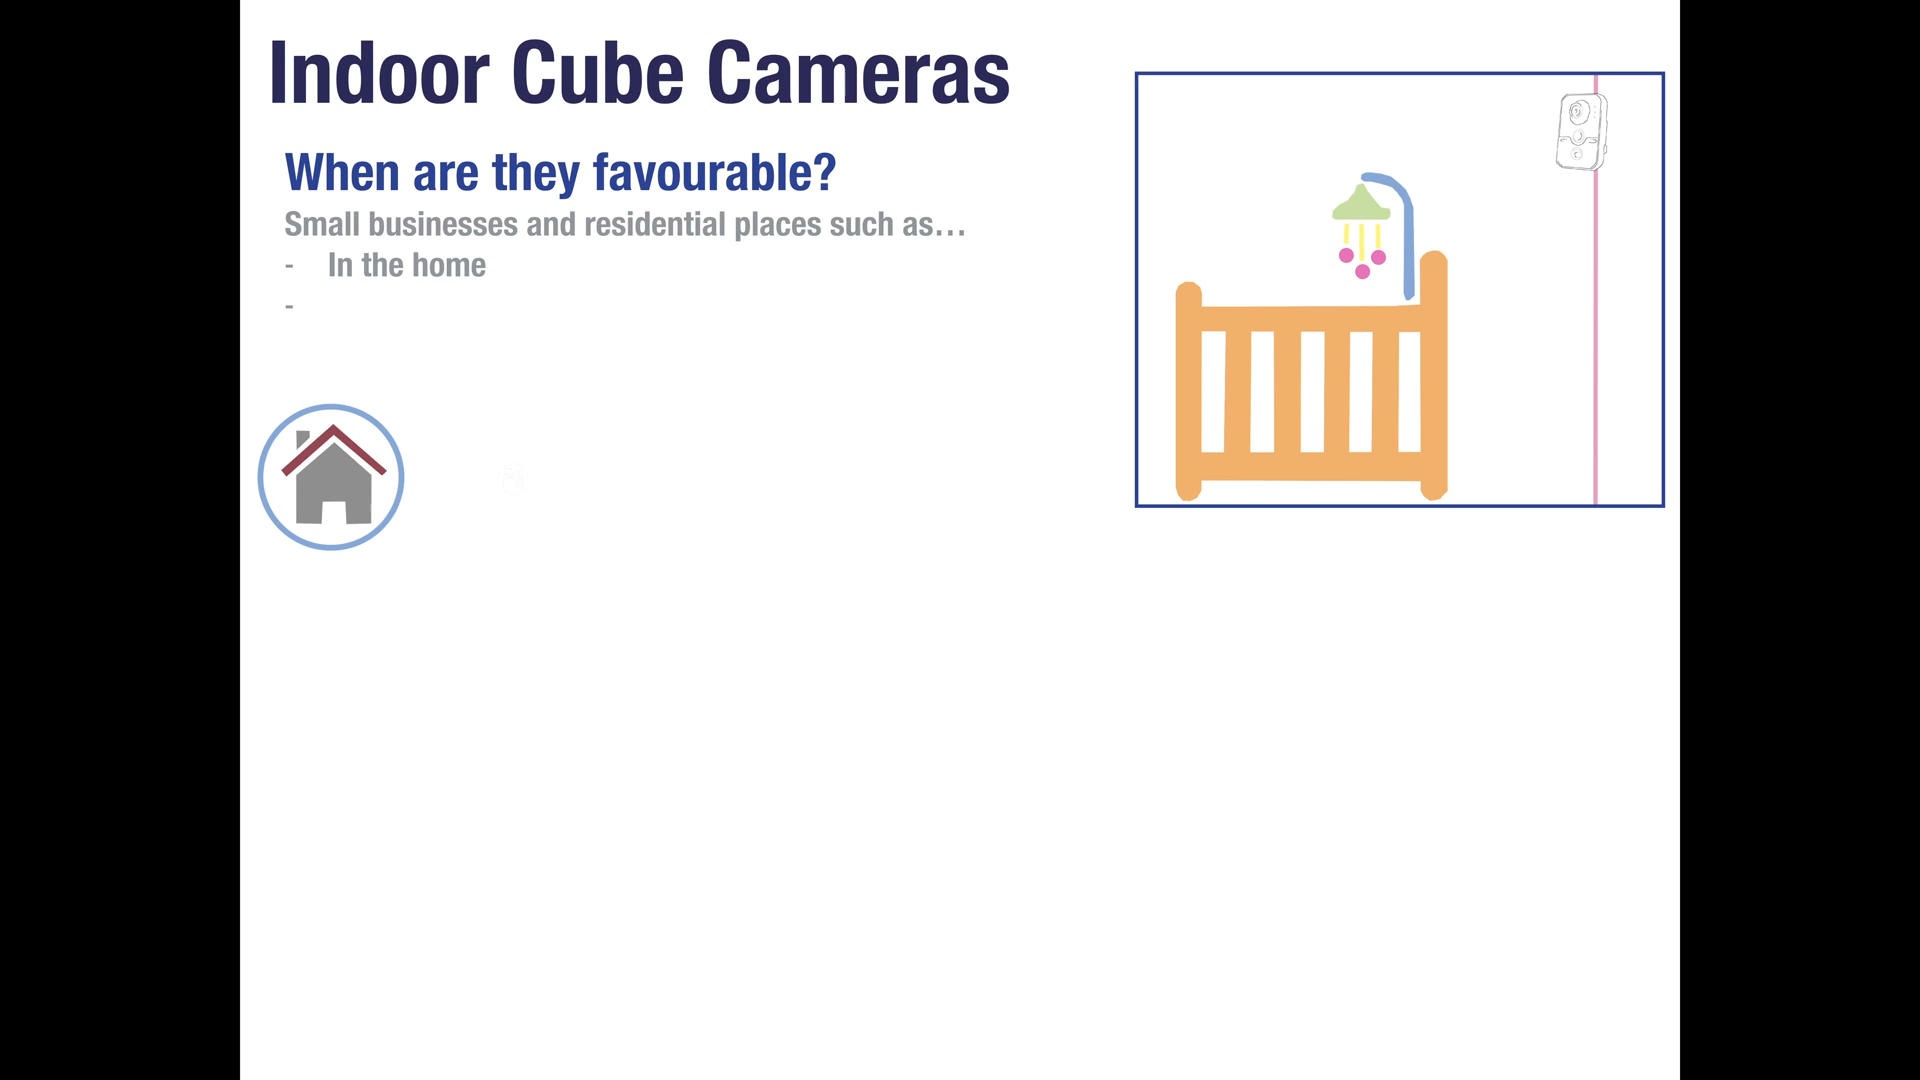 Indoor Cube Cameras
When are they favourable?
Small businesses and residential places such as…
- In the home
-